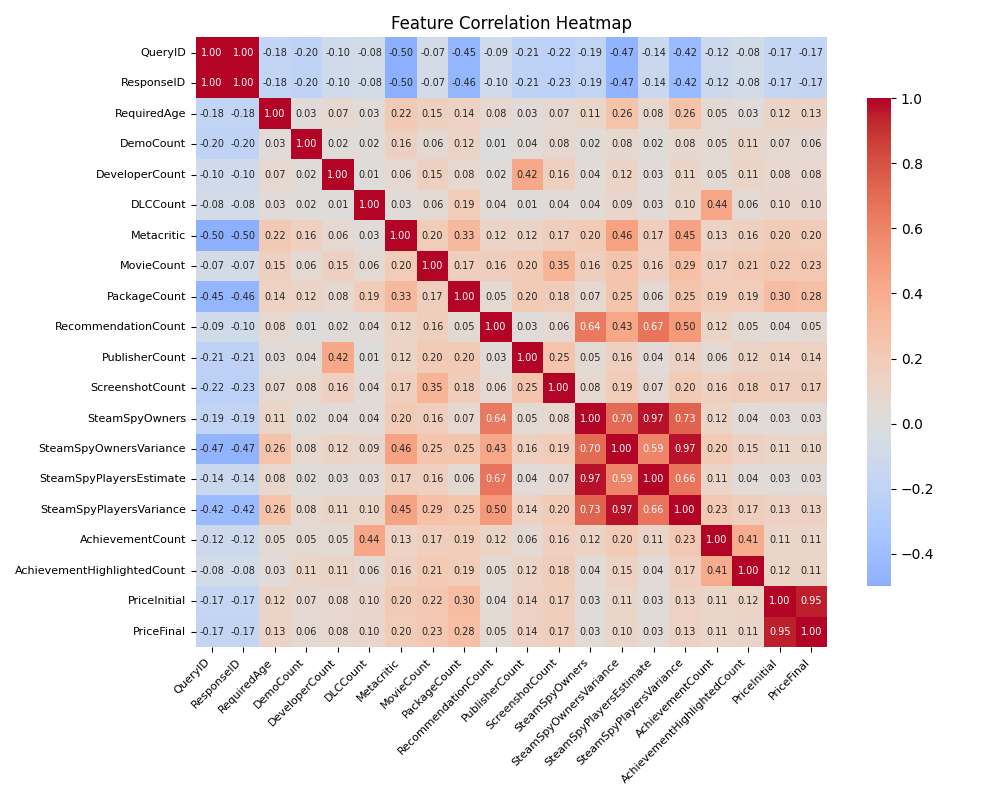 Feature Correlation Heatmap
QueryID 1.00 1.00 -0.18 -0.20 -0.10 -0.08 -0.50 -0.07 -0.45 -0.09 -0.21 -0.22 -0.19 -0.47 -0.14 -0.42 -0.12 -0.08 -0.17 -0.17
ResponseID 1.00 1.00 -0.18 -0.20 -0.10 -0.08 -0.50 -0.07 -0.46 -0.10 -0.21 -0.23 -0.19 -0.47 -0.14 -0.42 -0.12 -0.08 -0.17 -0.17
RequiredAge -0.18 -0.18 1.00 0.03 0.07 0.03 0.22 0.15 0.14 0.08 0.03 0.07 0.11 0.26 0.08 0.26 0.05 0.03 0.12 0.13
DemoCount -0.20 -0.20 0.03 1.00 0.02 0.02 0.16 0.06 0.12 0.01 0.04 0.08 0.02 0.08 0.02 0.08 0.05 0.11 0.07 0.06
DeveloperCount -0.10 -0.10 0.07 0.02 1.00 0.01 0.06 0.15 0.08 0.02 0.42 0.16 0.04 0.12 0.03 0.11 0.05 0.11 0.08 0.08
DLCCount -0.08 -0.08 0.03 0.02 0.01 1.00 0.03 0.06 0.19 0.04 0.01 0.04 0.04 0.09 0.03 0.10 0.44 0.06 0.10 0.10
Metacritic -0.50 -0.50 0.22 0.16 0.06 0.03 1.00 0.20 0.33 0.12 0.12 0.17 0.20 0.46 0.17 0.45 0.13 0.16 0.20 0.20
MovieCount -0.07 -0.07 0.15 0.06 0.15 0.06 0.20 1.00 0.17 0.16 0.20 0.35 0.16 0.25 0.16 0.29 0.17 0.21 0.22 0.23
PackageCount -0.45 -0.46 0.14 0.12 0.08 0.19 0.33 0.17 1.00 0.05 0.20 0.18 0.07 0.25 0.06 0.25 0.19 0.19 0.30 0.28
RecommendationCount -0.09 -0.10 0.08 0.01 0.02 0.04 0.12 0.16 0.05 1.00 0.03 0.06 0.64 0.43 0.67 0.50 0.12 0.05 0.04 0.05
PublisherCount -0.21 -0.21 0.03 0.04 0.42 0.01 0.12 0.20 0.20 0.03 1.00 0.25 0.05 0.16 0.04 0.14 0.06 0.12 0.14 0.14
ScreenshotCount -0.22 -0.23 0.07 0.08 0.16 0.04 0.17 0.35 0.18 0.06 0.25 1.00 0.08 0.19 0.07 0.20 0.16 0.18 0.17 0.17
SteamSpyOwners -0.19 -0.19 0.11 0.02 0.04 0.04 0.20 0.16 0.07 0.64 0.05 0.08 1.00 0.70 0.97 0.73 0.12 0.04 0.03 0.03
SteamSpyOwnersVariance -0.47 -0.47 0.26 0.08 0.12 0.09 0.46 0.25 0.25 0.43 0.16 0.19 0.70 1.00 0.59 0.97 0.20 0.15 0.11 0.10
SteamSpyPlayersEstimate -0.14 -0.14 0.08 0.02 0.03 0.03 0.17 0.16 0.06 0.67 0.04 0.07 0.97 0.59 1.00 0.66 0.11 0.04 0.03 0.03
SteamSpyPlayersVariance -0.42 -0.42 0.26 0.08 0.11 0.10 0.45 0.29 0.25 0.50 0.14 0.20 0.73 0.97 0.66 1.00 0.23 0.17 0.13 0.13
AchievementCount -0.12 -0.12 0.05 0.05 0.05 0.44 0.13 0.17 0.19 0.12 0.06 0.16 0.12 0.20 0.11 0.23 1.00 0.41 0.11 0.11
AchievementHighlightedCount -0.08 -0.08 0.03 0.11 0.11 0.06 0.16 0.21 0.19 0.05 0.12 0.18 0.04 0.15 0.04 0.17 0.41 1.00 0.12 0.11
PriceInitial -0.17 -0.17 0.12 0.07 0.08 0.10 0.20 0.22 0.30 0.04 0.14 0.17 0.03 0.11 0.03 0.13 0.11 0.12 1.00 0.95
PriceFinal -0.17 -0.17 0.13 0.06 0.08 0.10 0.20 0.23 0.28 0.05 0.14 0.17 0.03 0.10 0.03 0.13 0.11 0.11 0.95 1.00
QueryID
ResponseID
RequiredAge
DemoCount
DeveloperCount
DLCCount
Metacritic
MovieCount
PackageCount
RecommendationCount
PublisherCount
ScreenshotCount
SteamSpyOwners
SteamSpyOwnersVariance
SteamSpyPlayersEstimate
SteamSpyPlayersVariance
AchievementCount
AchievementHighlightedCount
PriceInitial
PriceFinal
1.0
0.8
0.6
0.4
0.2
0.0
−0.2
−0.4